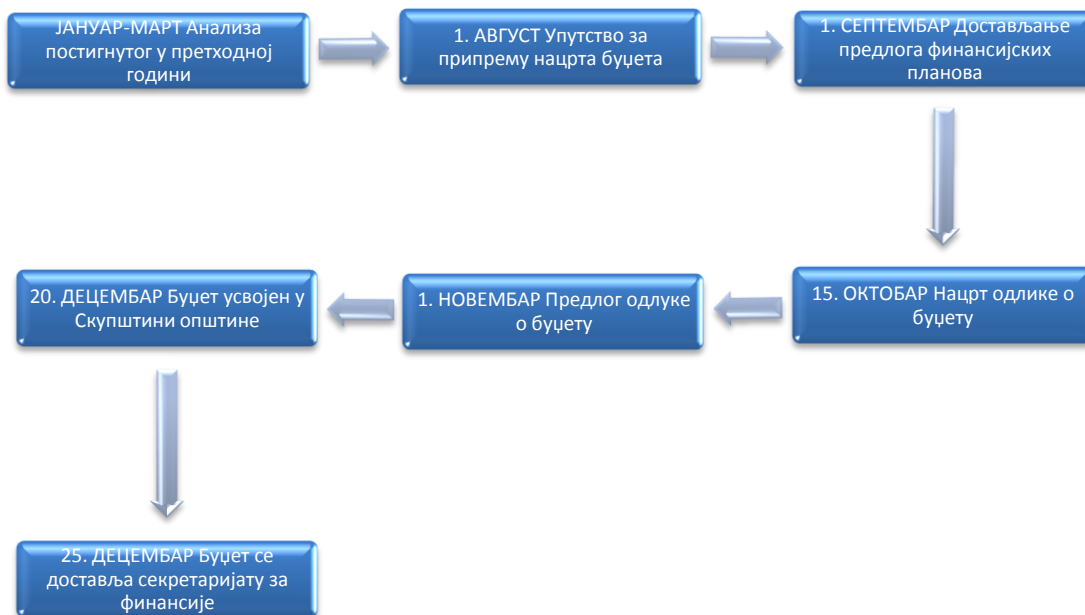 ЈАНУАР-МАРТ Анализа
постигнутог у претходној
години
1. АВГУСТ Упутство за
припрему нацрта буџета
1. СЕПТЕМБАР Достављање
предлога финансијских
планова
15. ОКТОБАР Нацрт одлике о
буџету
1. НОВЕМБАР Предлог одлуке
о буџету
20. ДЕЦЕМБАР Буџет усвојен у
Скупштини општине
25. ДЕЦЕМБАР Буџет се
доставља секретаријату за
финансије